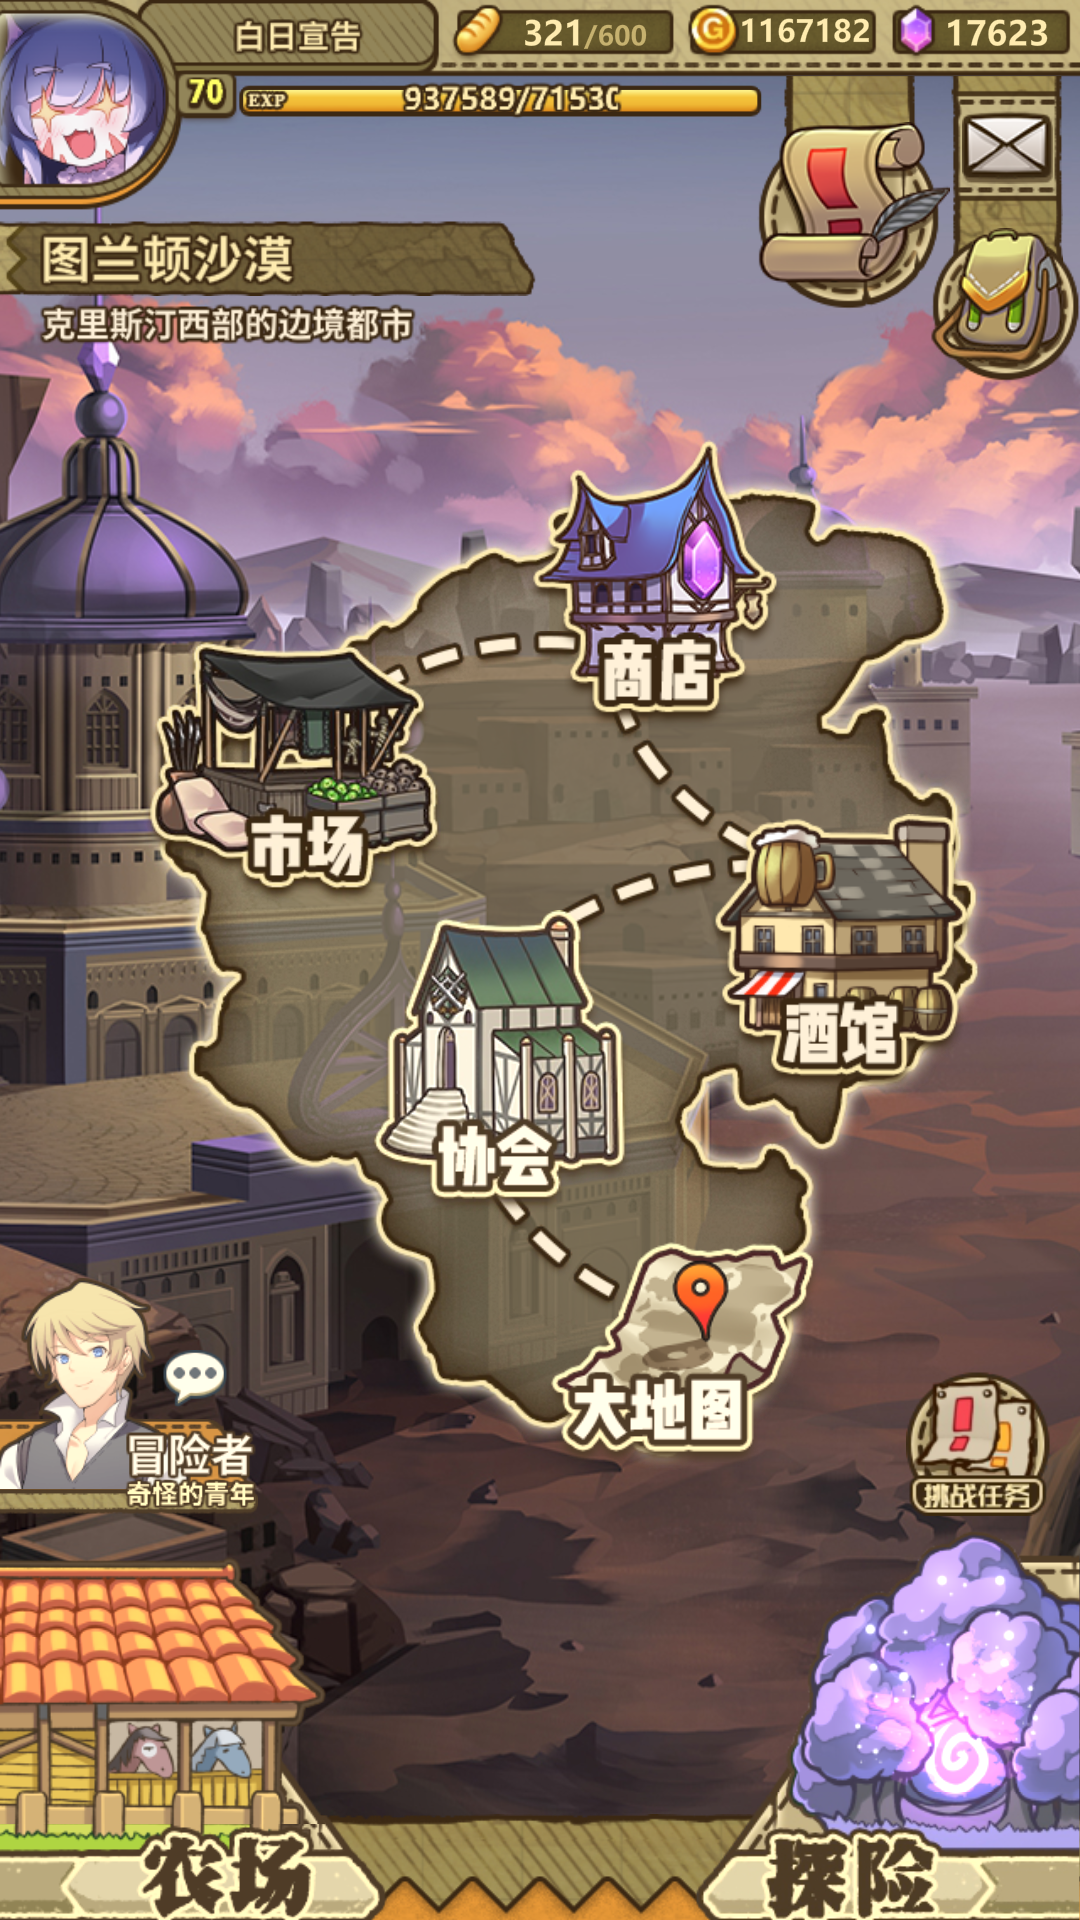 白日宣告
321/600
G
1167182
17623
70
EXP
937589/71530
图兰顿沙漠
克里斯汀西部的边境都市
商店
市场
酒馆
协会
大地图
冒险者
奇怪的青年
挑战任务
农场
探险